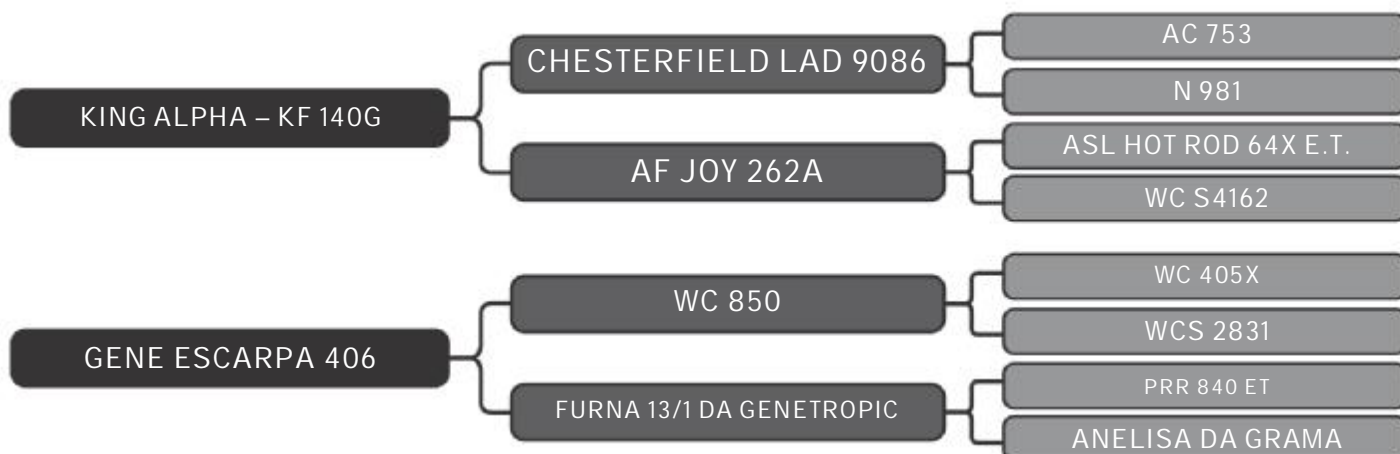 AC 753
CHESTERFIELD LAD 9086
N 981
KING ALPHA – KF 140G
ASL HOT ROD 64X E.T.
AF JOY 262A
WC S4162
WC 405X
WC 850
WCS 2831
GENE ESCARPA 406
PRR 840 ET
FURNA 13/1 DA GENETROPIC
ANELISA DA GRAMA